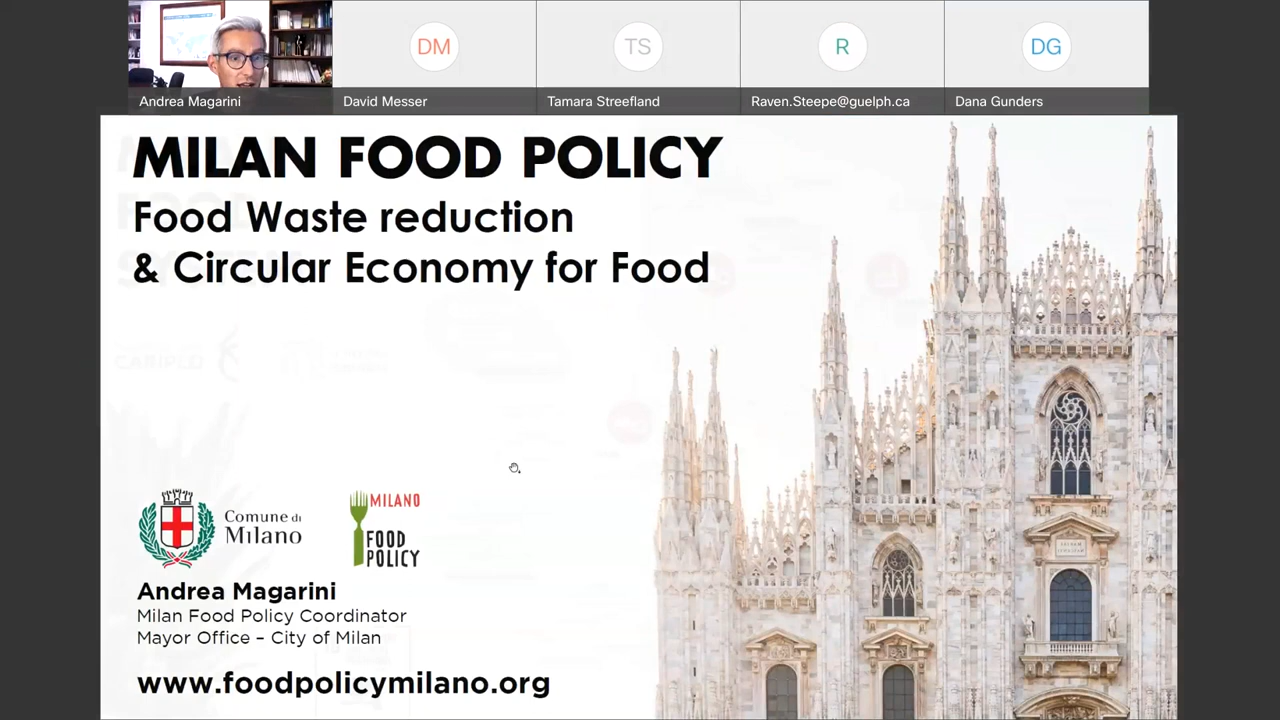 DM
TS
R
DG
Andrea Magarini
David Messer
Tamara Streefland
Raven.Steepe@guelph.ca
Dana Gunders
MILAN FOOD POLICY
Food Waste reduction
& Circular Economy for Food
Comune di
Milano
MILANO
FOOD
POLICY
Andrea Magarini
Milan Food Policy Coordinator
Mayor Office – City of Milan
www.foodpolicymilano.org